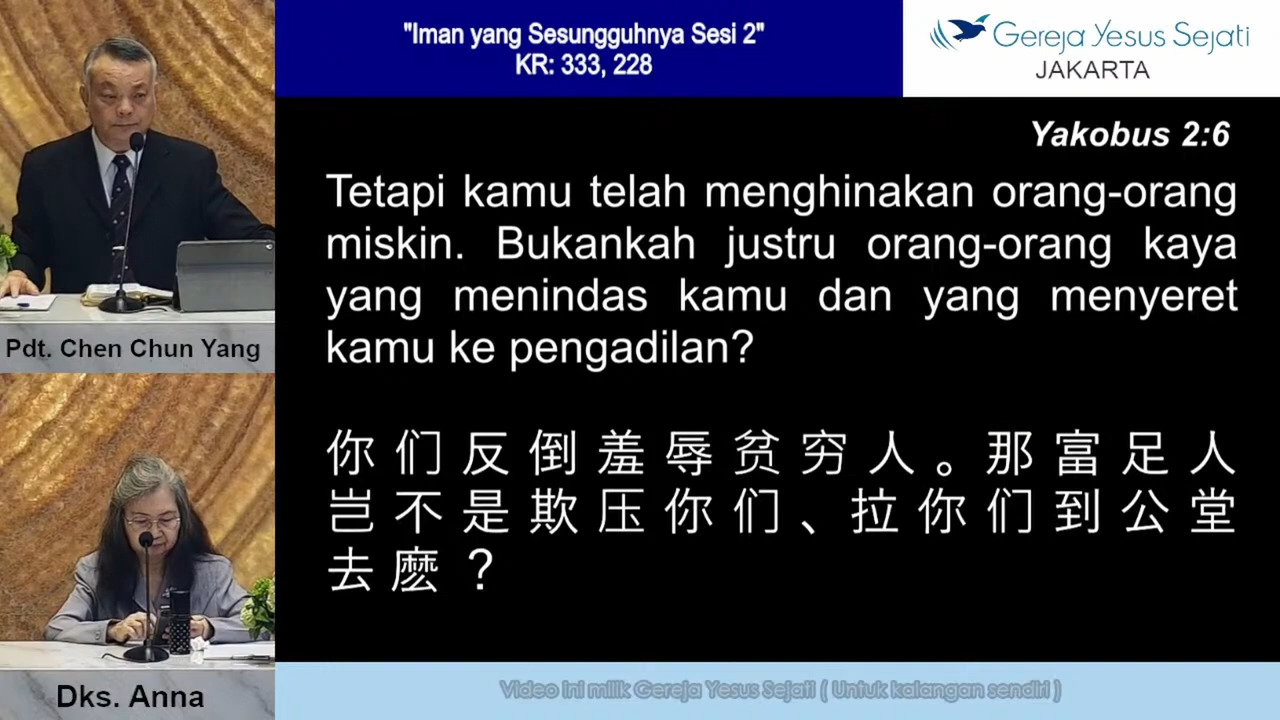 "Iman yang Sesungguhnya Sesi 2"
KR: 333, 228
Gereja Yesus Sejati
JAKARTA
Yakobus 2:6
Tetapi kamu telah menghinakan orang-orang
miskin. Bukankah justru orang-orang kaya
yang menindas kamu dan yang menyeret
kamu ke pengadilan?
你们反倒羞辱贫穷人。那富足人
岂不是欺压你们、拉你们到公堂
去麽？
Pdt. Chen Chun Yang
Dks. Anna
Video ini milik Gereja Yesus Sejati ( Untuk kalangan sendiri )